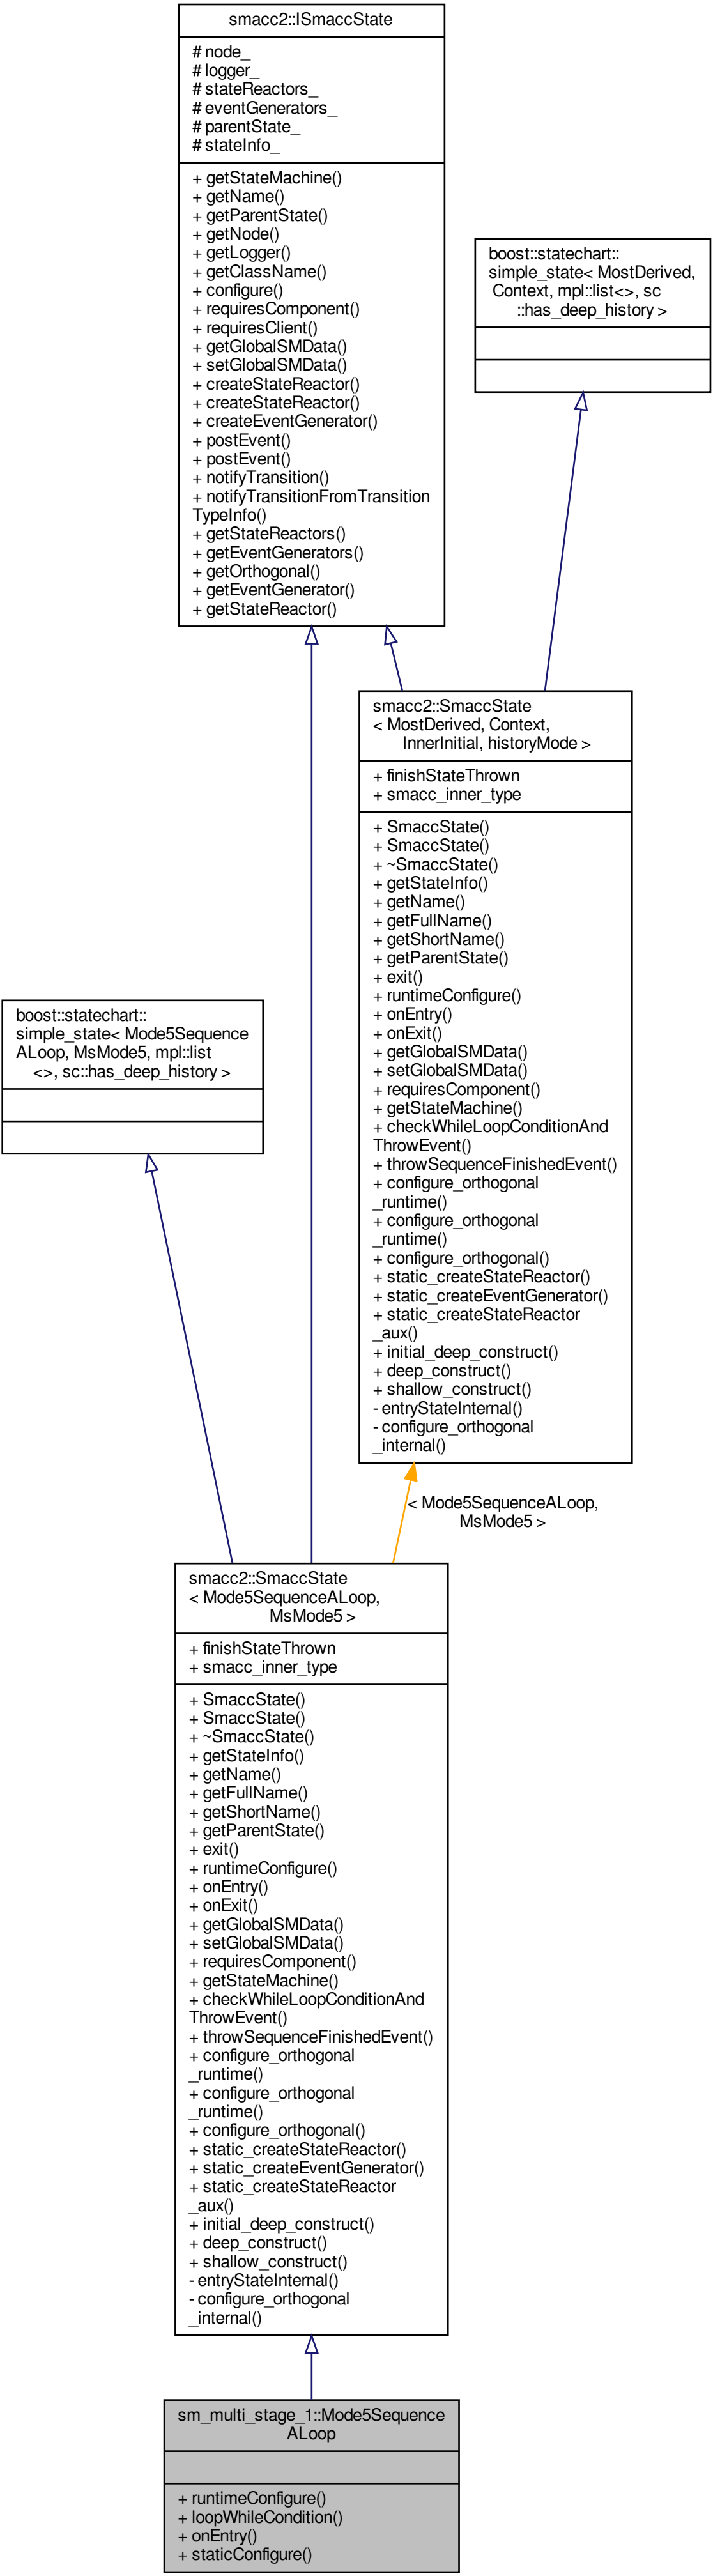 smacc2::ISmaccState
# node_
# logger_
# stateReactors_
# eventGenerators_
# parentState_
# stateInfo_
+ getStateMachine()
+ getName()
+ getParentState()
+ getNode()
+ getLogger()
+ getClassName()
+ configure()
+ requiresComponent()
+ requiresClient()
+ getGlobalSMData()
+ setGlobalSMData()
+ createStateReactor()
+ createStateReactor()
+ createEventGenerator()
+ postEvent()
+ postEvent()
+ notifyTransition()
+ notifyTransitionFromTransition
TypeInfo()
+ getStateReactors()
+ getEventGenerators()
+ getOrthogonal()
+ getEventGenerator()
+ getStateReactor()
boost::statechart::
simple_state< MostDerived,
Context, mpl::list<>, sc
::has_deep_history >
smacc2::SmaccState
< MostDerived, Context,
InnerInitial, historyMode >
+ finishStateThrown
+ smacc_inner_type
+ SmaccState()
+ SmaccState()
+ ~SmaccState()
+ getStateInfo()
+ getName()
+ getFullName()
+ getShortName()
+ getParentState()
+ exit()
+ runtimeConfigure()
+ onEntry()
+ onExit()
+ getGlobalSMData()
+ setGlobalSMData()
+ requiresComponent()
+ getStateMachine()
+ checkWhileLoopConditionAnd
ThrowEvent()
+ throwSequenceFinishedEvent()
+ configure_orthogonal
_runtime()
+ configure_orthogonal
_runtime()
+ configure_orthogonal()
+ static_createStateReactor()
+ static_createEventGenerator()
+ static_createStateReactor
_aux()
+ initial_deep_construct()
+ deep_construct()
+ shallow_construct()
- entryStateInternal()
- configure_orthogonal
_internal()
boost::statechart::
simple_state< Mode5Sequence
ALoop, MsMode5, mpl::list
<>, sc::has_deep_history >
< Mode5SequenceALoop,
MsMode5 >
smacc2::SmaccState
< Mode5SequenceALoop,
MsMode5 >
+ finishStateThrown
+ smacc_inner_type
+ SmaccState()
+ SmaccState()
+ ~SmaccState()
+ getStateInfo()
+ getName()
+ getFullName()
+ getShortName()
+ getParentState()
+ exit()
+ runtimeConfigure()
+ onEntry()
+ onExit()
+ getGlobalSMData()
+ setGlobalSMData()
+ requiresComponent()
+ getStateMachine()
+ checkWhileLoopConditionAnd
ThrowEvent()
+ throwSequenceFinishedEvent()
+ configure_orthogonal
_runtime()
+ configure_orthogonal
_runtime()
+ configure_orthogonal()
+ static_createStateReactor()
+ static_createEventGenerator()
+ static_createStateReactor
_aux()
+ initial_deep_construct()
+ deep_construct()
+ shallow_construct()
- entryStateInternal()
- configure_orthogonal
_internal()
sm_multi_stage_1::Mode5Sequence
ALoop
+ runtimeConfigure()
+ loopWhileCondition()
+ onEntry()
+ staticConfigure()